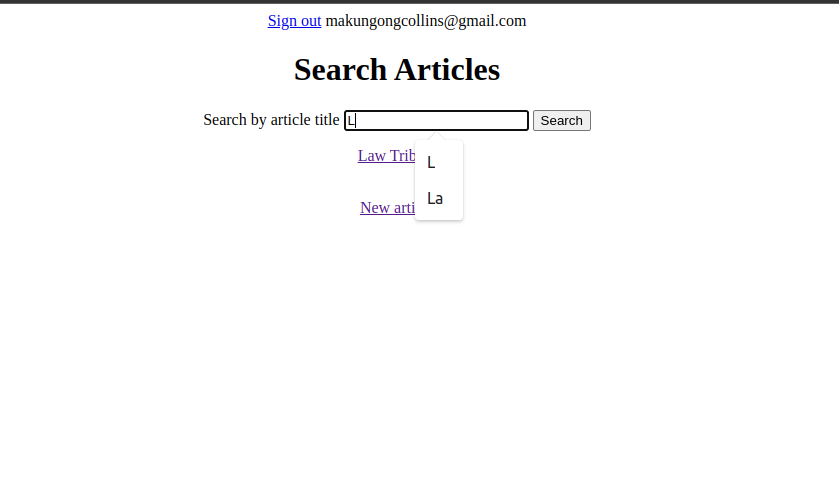 Sign out makungongcollins@gmail.com
Search Articles
Search by article title L Search
Law Trib
L
La
New arti